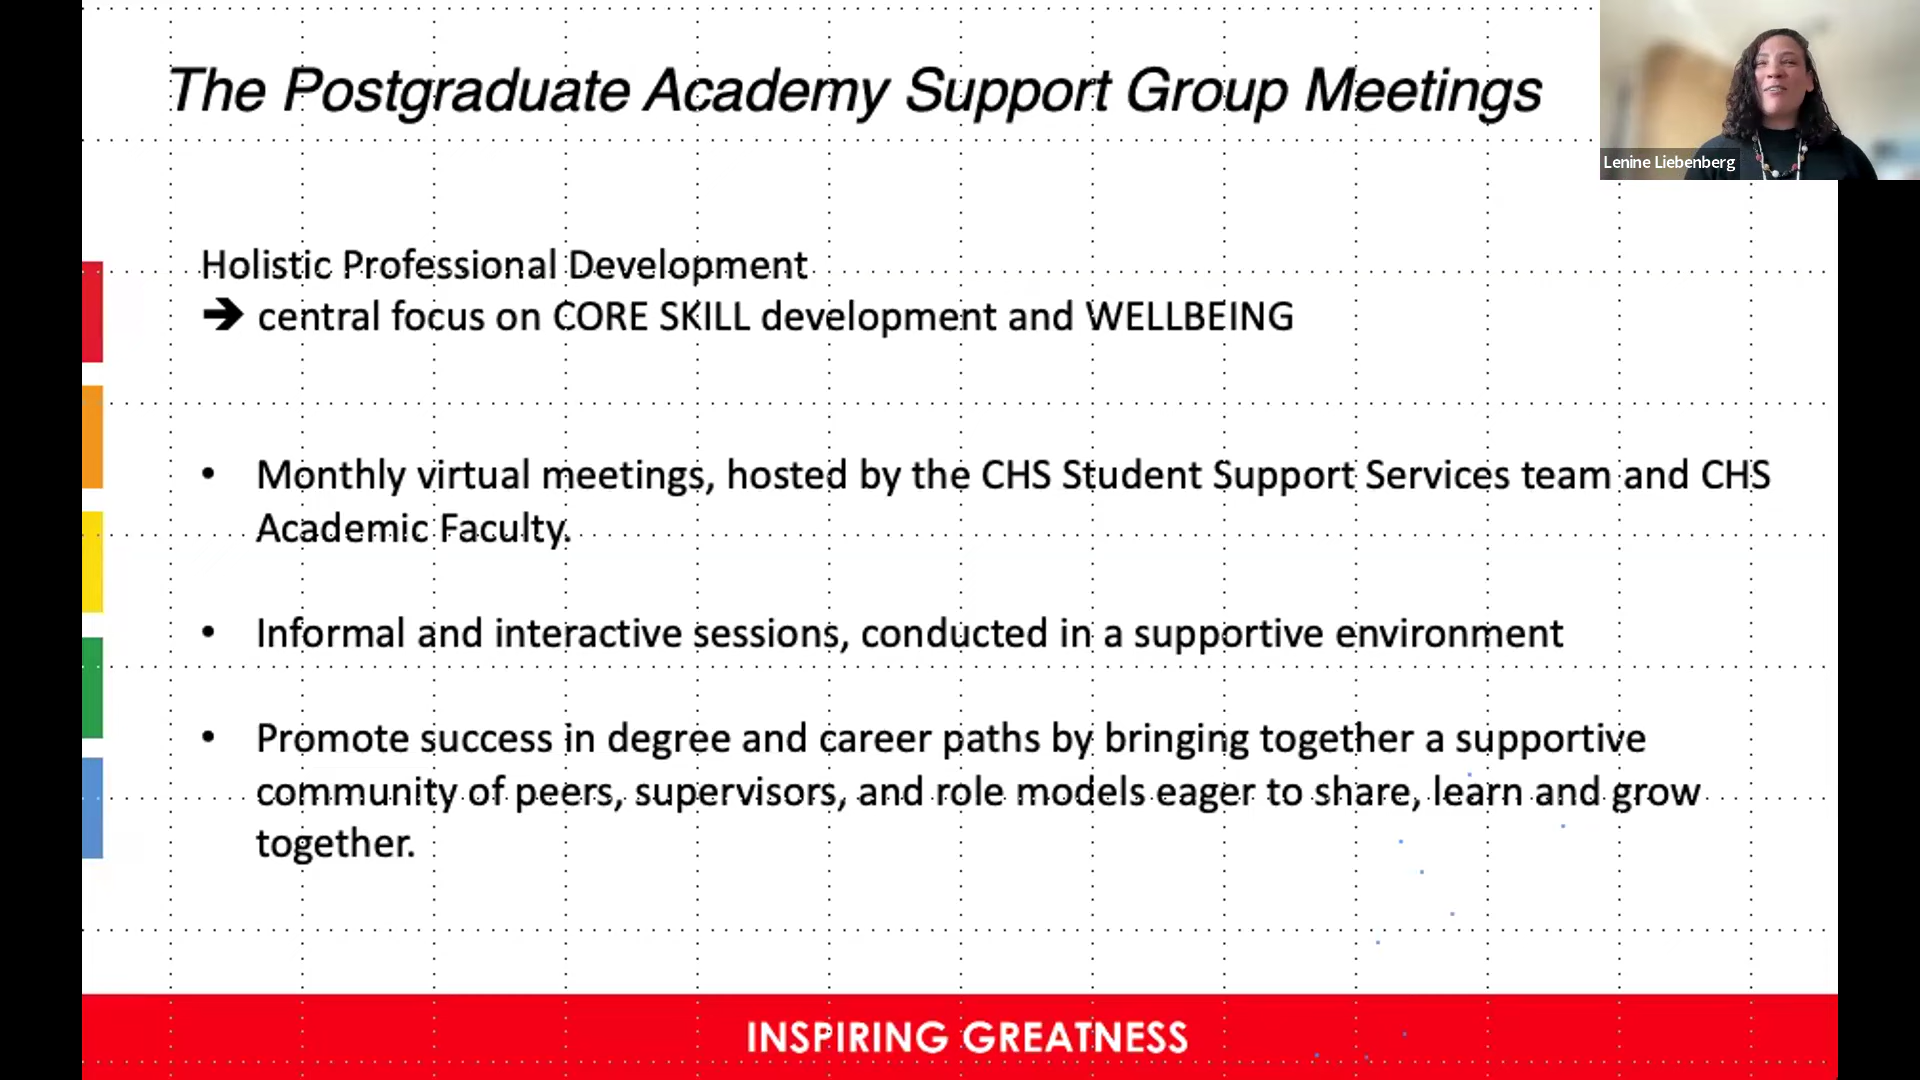 The Postgraduate Academy Support Group Meetings
Lenine Liebenberg
Holistic Professional Development
➔ central focus on CORE SKILL development and WELLBEING
• Monthly virtual meetings, hosted by the CHS Student Support Services team and CHS
Academic Faculty.
• Informal and interactive sessions, conducted in a supportive environment
• Promote success in degree and career paths by bringing together a supportive
community of peers, supervisors, and role models eager to share, learn and grow
together.
INSPIRING GREATNESS